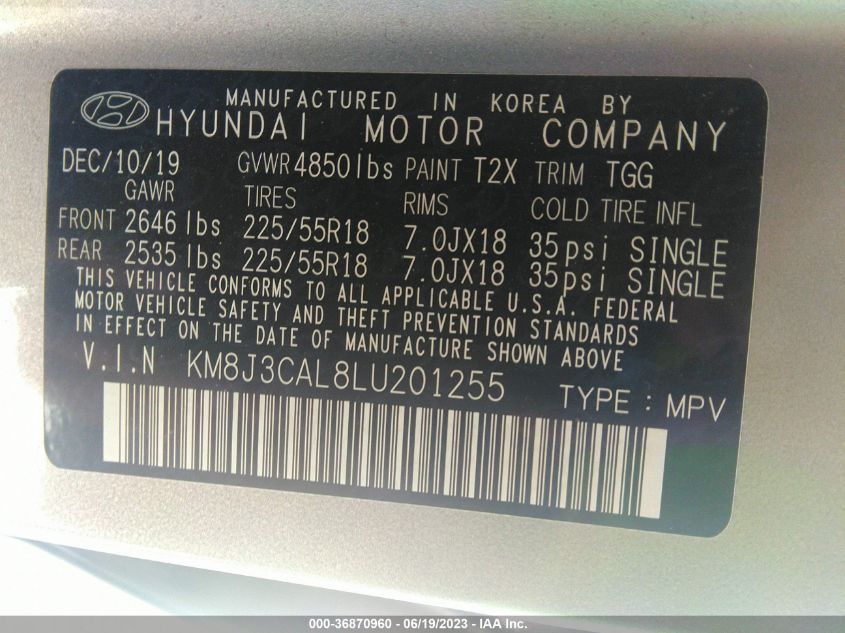 MANUFACTURED IN KOREA BY
HYUNDAI MOTOR COMPANY
DEC/10/19 GVWR 4850lbs PAINT T2X TRIM TGG
GAWR TIRES RIMS COLD TIRE INFL
FRONT 2646 lbs 225/55R18 7.0JX18 35psi SINGLE
REAR 2535 lbs 225/55R18 7.0JX18 35psi SINGLE
THIS VEHICLE CONFORMS TO ALL APPLICABLE U.S.A. FEDERAL
MOTOR VEHICLE SAFETY AND THEFT PREVENTION STANDARDS
IN EFFECT ON THE DATE OF MANUFACTURE SHOWN ABOVE
V.I.N KM8J3CAL8LU201255 TYPE : MPV
000-36870960 - 06/19/2023 - IAA Inc.